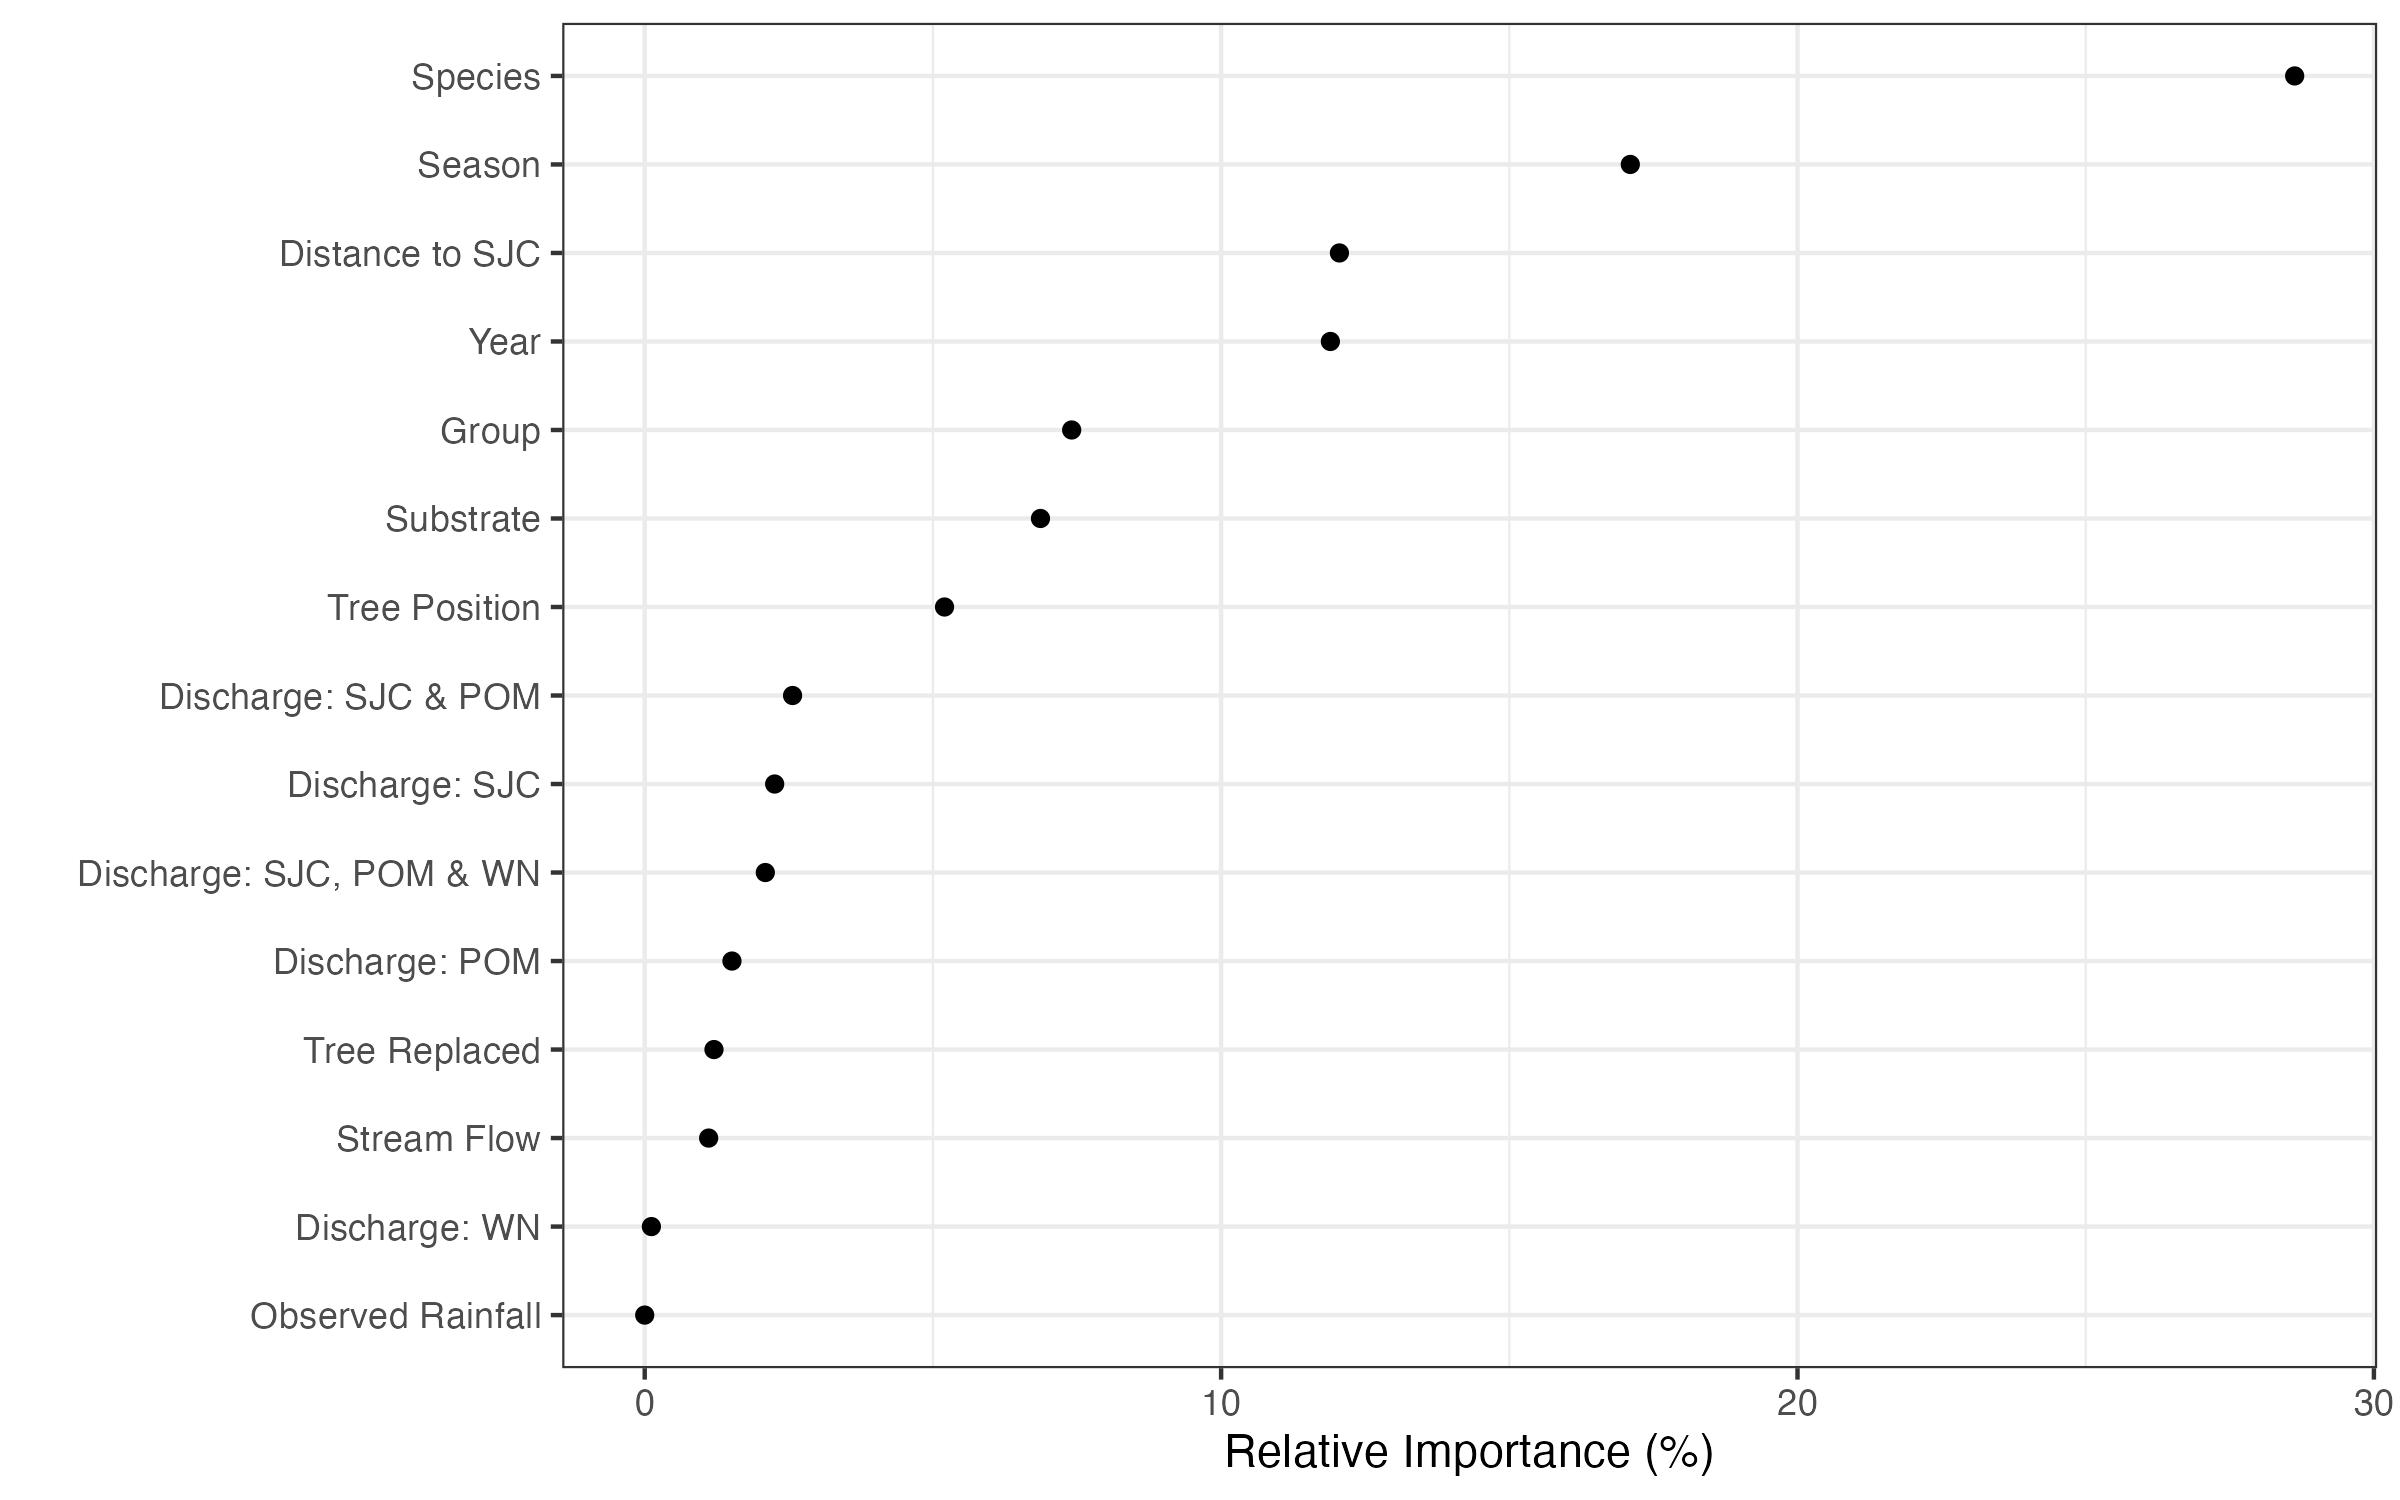 Species
Season
Distance to SJC
Year
Group
Substrate
Tree Position
Discharge: SJC & POM
Discharge: SJC
Discharge: SJC, POM & WN
Discharge: POM
Tree Replaced
Stream Flow
Discharge: WN
Observed Rainfall
0 10 20 30
Relative Importance (%)